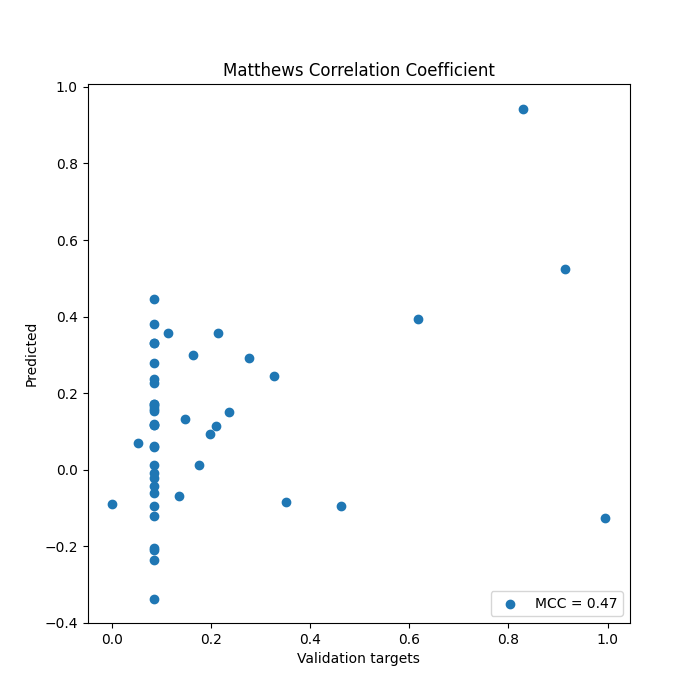 Matthews Correlation Coefficient
1.0
0.8
0.6
0.4
0.2
0.0
−0.2
−0.4
Predicted
MCC = 0.47
0.0 0.2 0.4 0.6 0.8 1.0
Validation targets